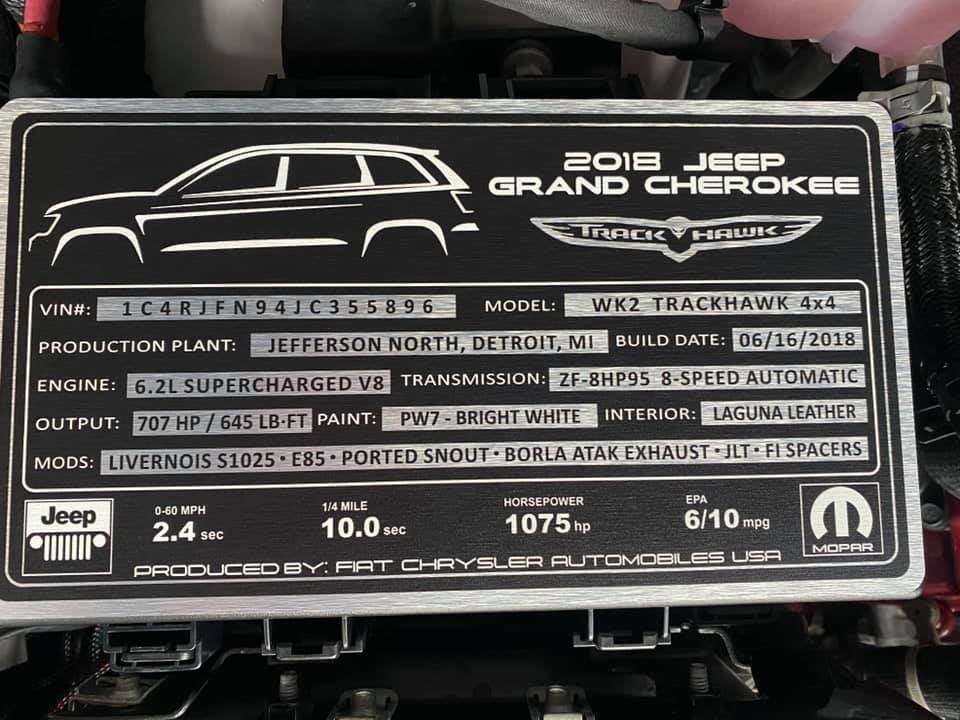 2018 JEEP
GRAND CHEROKEE
TRACKHAWK
VIN#: 1C4RJFN94JC355896 MODEL: WK2 TRACKHAWK 4x4
PRODUCTION PLANT: JEFFERSON NORTH, DETROIT, MI BUILD DATE: 06/16/2018
ENGINE: 6.2L SUPERCHARGED V8 TRANSMISSION: ZF-8HP95 8-SPEED AUTOMATIC
OUTPUT: 707 HP / 645 LB·FT PAINT: PW7 - BRIGHT WHITE INTERIOR: LAGUNA LEATHER
MODS: LIVERNOIS S1025 · E85 · PORTED SNOUT · BORLA ATAK EXHAUST · JLT · FI SPACERS
Jeep
0-60 MPH
2.4 sec
1/4 MILE
10.0 sec
HORSEPOWER
1075 hp
EPA
6/10 mpg
MOPAR
PRODUCED BY: FIAT CHRYSLER AUTOMOBILES USA